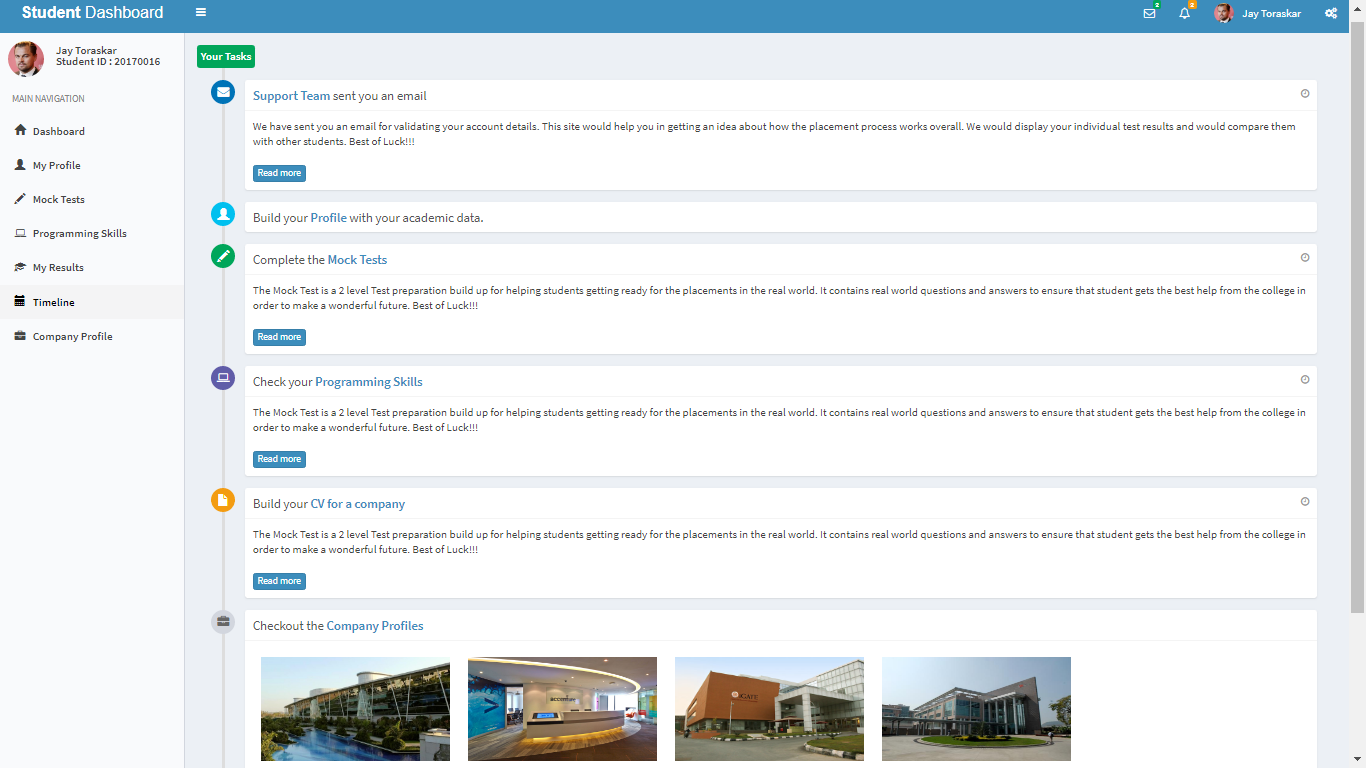 Student Dashboard
2
2
Jay Toraskar
Jay Toraskar
Student ID : 20170016
MAIN NAVIGATION
Dashboard
My Profile
Mock Tests
Programming Skills
My Results
Timeline
Company Profile
Your Tasks
Support Team sent you an email
We have sent you an email for validating your account details. This site would help you in getting an idea about how the placement process works overall. We would display your individual test results and would compare them
with other students. Best of Luck!!!
Read more
Build your Profile with your academic data.
Complete the Mock Tests
The Mock Test is a 2 level Test preparation build up for helping students getting ready for the placements in the real world. It contains real world questions and answers to ensure that student gets the best help from the college in
order to make a wonderful future. Best of Luck!!!
Read more
Check your Programming Skills
The Mock Test is a 2 level Test preparation build up for helping students getting ready for the placements in the real world. It contains real world questions and answers to ensure that student gets the best help from the college in
order to make a wonderful future. Best of Luck!!!
Read more
Build your CV for a company
The Mock Test is a 2 level Test preparation build up for helping students getting ready for the placements in the real world. It contains real world questions and answers to ensure that student gets the best help from the college in
order to make a wonderful future. Best of Luck!!!
Read more
Checkout the Company Profiles
accenture
iGATE